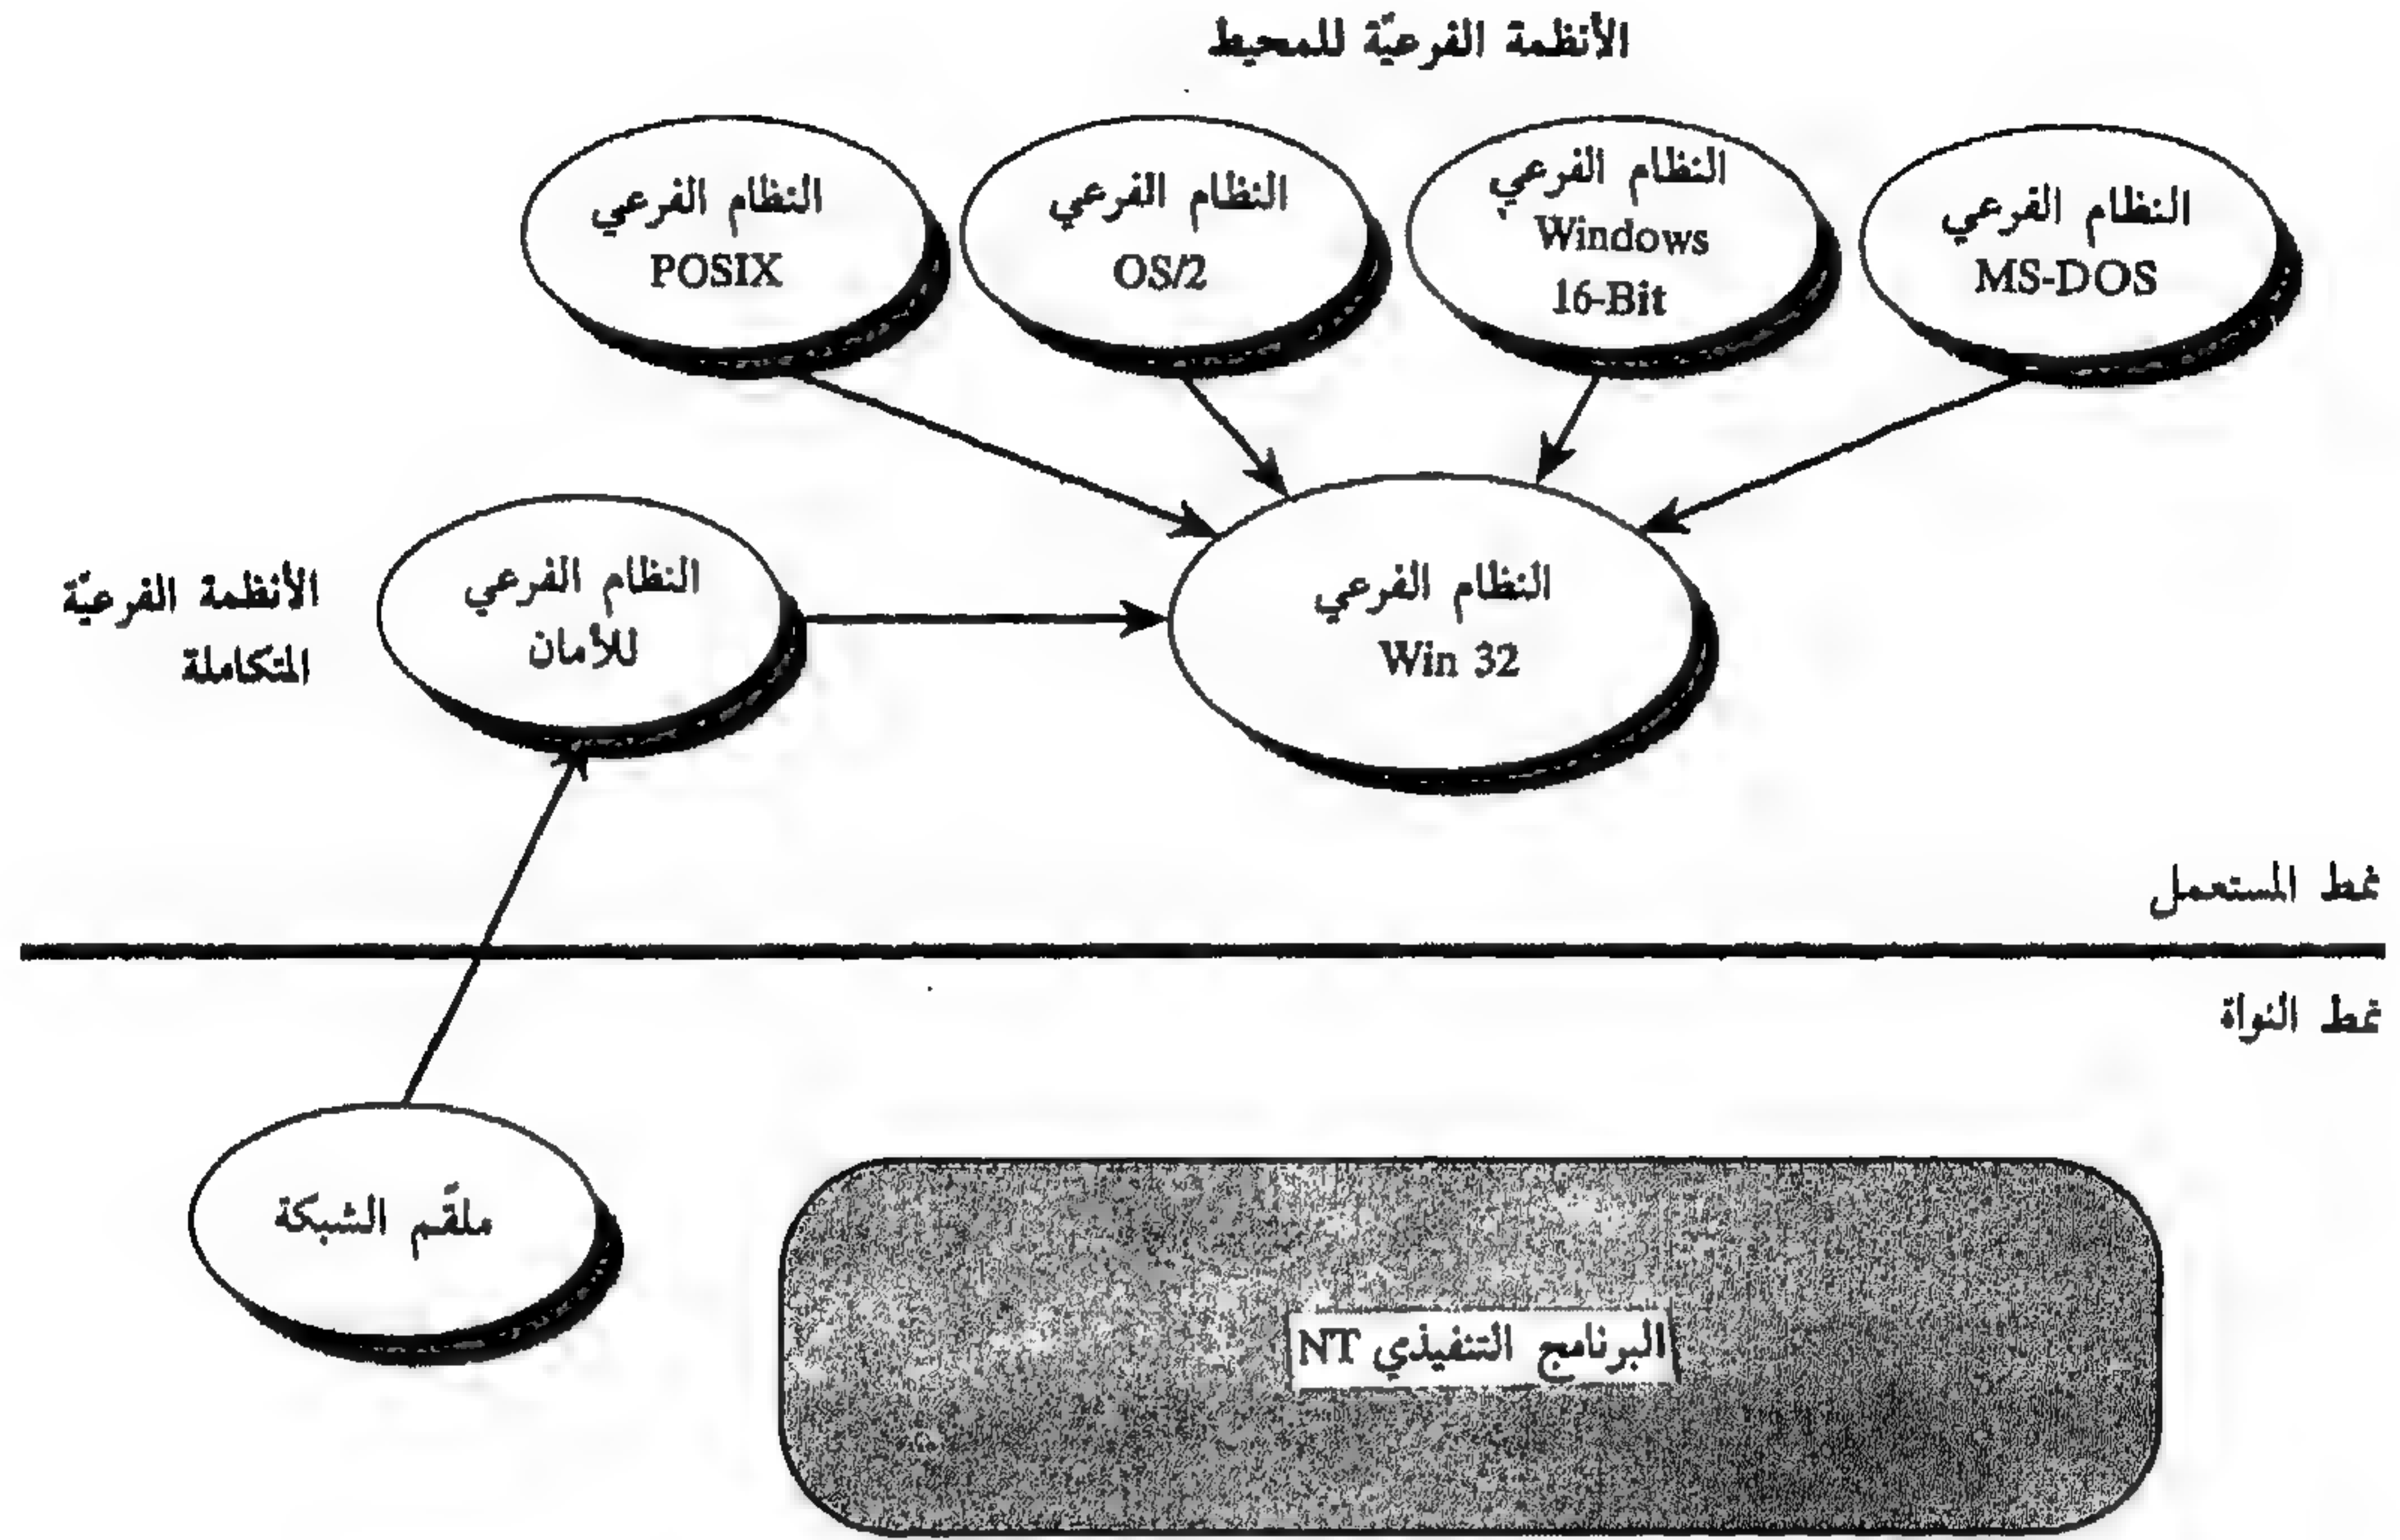 الأنظمة الفرعيّة للمحيط
النظام الفرعي
MS-DOS
النظام الفرعي
Windows
16-Bit
النظام الفرعي
OS/2
النظام الفرعي
POSIX
النظام الفرعي
Win 32
النظام الفرعي
للأمان
الأنظمة الفرعيّة
المتكاملة
نمط المستعمل
نمط النواة
ملقّم الشبكة
البرنامج التنفيذي NT